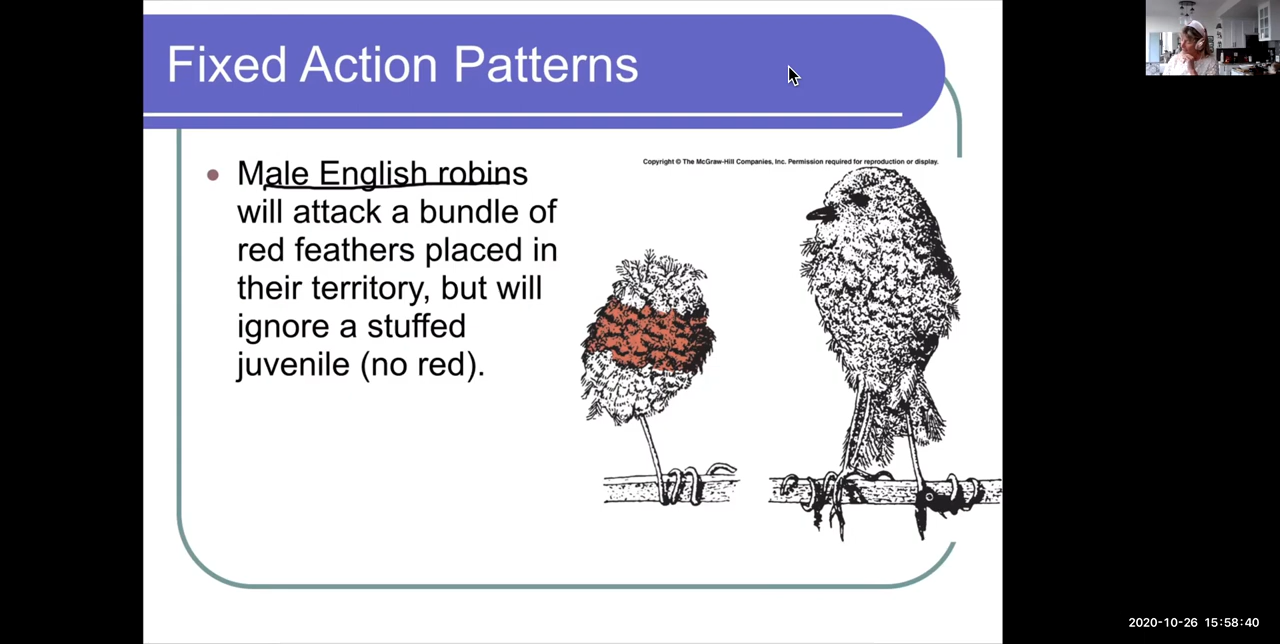 Fixed Action Patterns
Copyright © The McGraw-Hill Companies, Inc. Permission required for reproduction or display.
Male English robins
will attack a bundle of
red feathers placed in
their territory, but will
ignore a stuffed
juvenile (no red).
2020-10-26 15:58:40